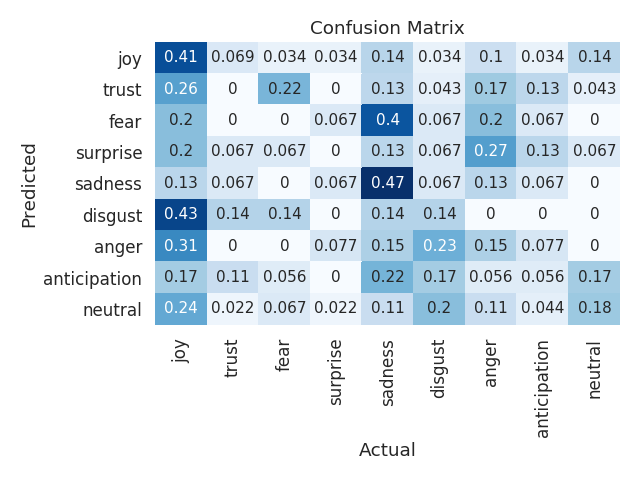 Confusion Matrix
Predicted
joy 0.41 0.069 0.034 0.034 0.14 0.034 0.1 0.034 0.14
trust 0.26 0 0.22 0 0.13 0.043 0.17 0.13 0.043
fear 0.2 0 0 0.067 0.4 0.067 0.2 0.067 0
surprise 0.2 0.067 0.067 0 0.13 0.067 0.27 0.13 0.067
sadness 0.13 0.067 0 0.067 0.47 0.067 0.13 0.067 0
disgust 0.43 0.14 0.14 0 0.14 0.14 0 0 0
anger 0.31 0 0 0.077 0.15 0.23 0.15 0.077 0
anticipation 0.17 0.11 0.056 0 0.22 0.17 0.056 0.056 0.17
neutral 0.24 0.022 0.067 0.022 0.11 0.2 0.11 0.044 0.18
joy trust fear surprise sadness disgust anger anticipation neutral
Actual